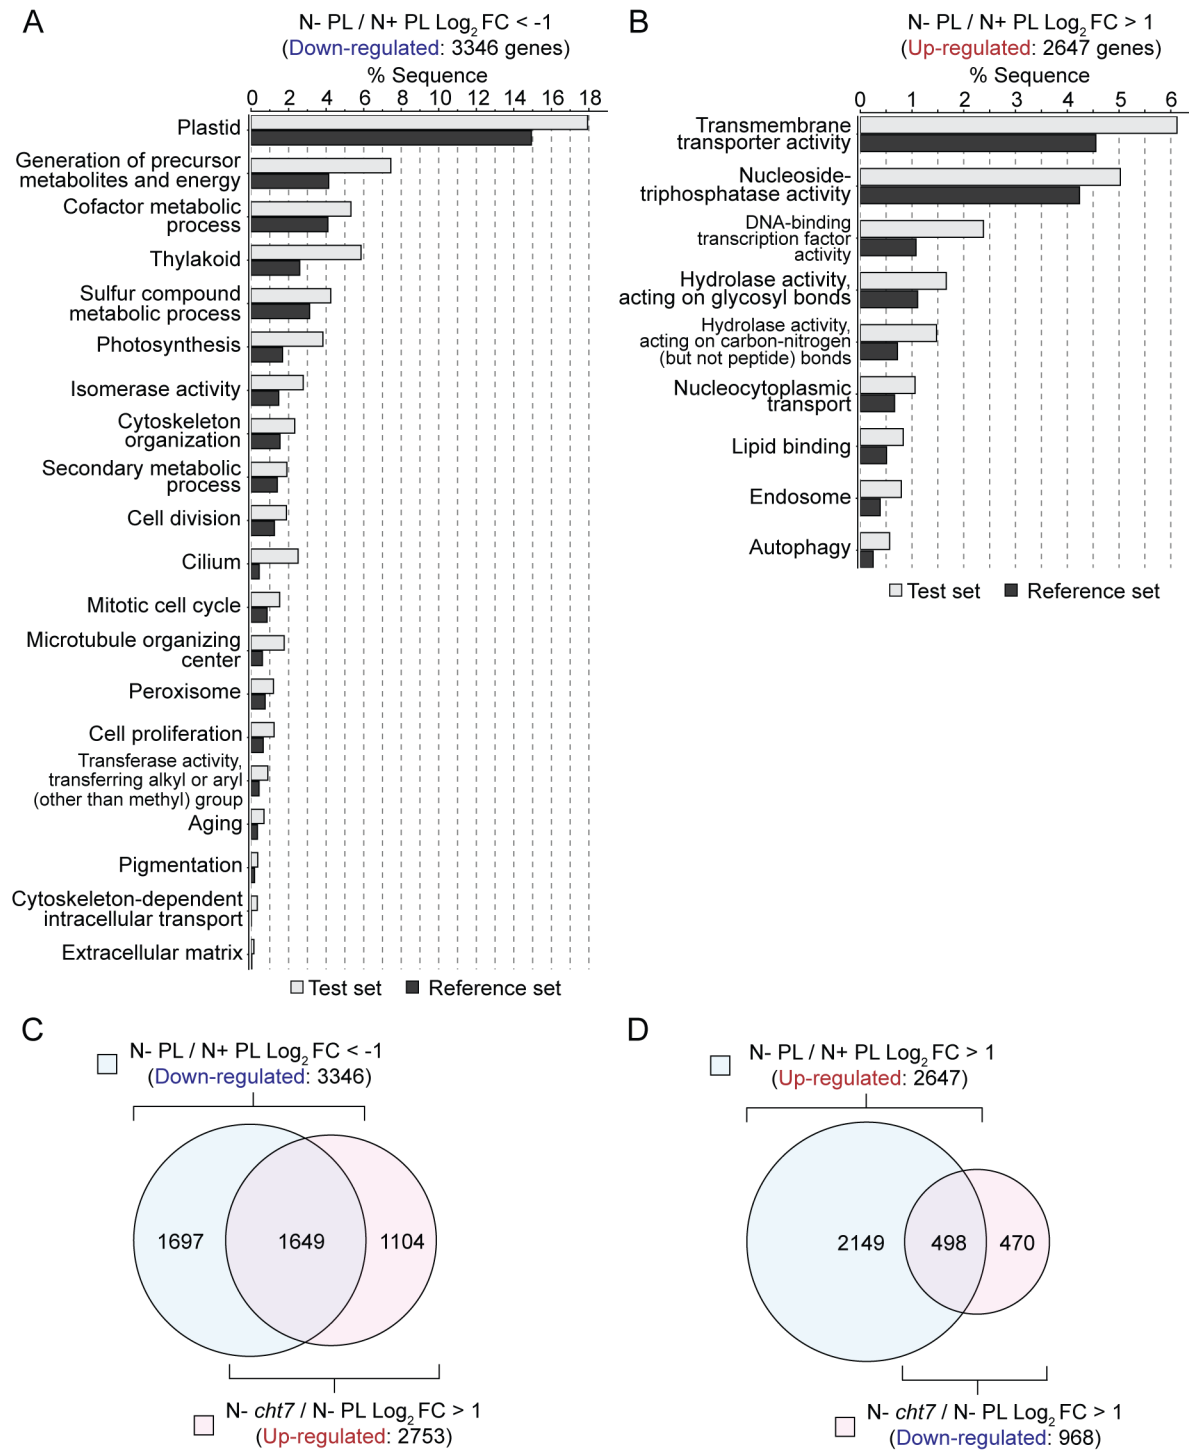 A
N- PL / N+ PL Log2 FC < -1
(Down-regulated: 3346 genes)
% Sequence
0 2 4 6 8 10 12 14 16 18
Plastid
Generation of precursor
metabolites and energy
Cofactor metabolic
process
Thylakoid
Sulfur compound
metabolic process
Photosynthesis
Isomerase activity
Cytoskeleton
organization
Secondary metabolic
process
Cell division
Cilium
Mitotic cell cycle
Microtubule organizing
center
Peroxisome
Cell proliferation
Transferase activity,
transferring alkyl or aryl
(other than methyl) group
Aging
Pigmentation
Cytoskeleton-dependent
intracellular transport
Extracellular matrix
Test set Reference set
B
N- PL / N+ PL Log2 FC > 1
(Up-regulated: 2647 genes)
% Sequence
0 1 2 3 4 5 6
Transmembrane
transporter activity
Nucleoside-
triphosphatase activity
DNA-binding
transcription factor
activity
Hydrolase activity,
acting on glycosyl bonds
Hydrolase activity,
acting on carbon-nitrogen
(but not peptide) bonds
Nucleocytoplasmic
transport
Lipid binding
Endosome
Autophagy
Test set Reference set
C
N- PL / N+ PL Log2 FC < -1
(Down-regulated: 3346)
1697 1649 1104
N- cht7 / N- PL Log2 FC > 1
(Up-regulated: 2753)
D
N- PL / N+ PL Log2 FC > 1
(Up-regulated: 2647)
2149 498 470
N- cht7 / N- PL Log2 FC > 1
(Down-regulated: 968)